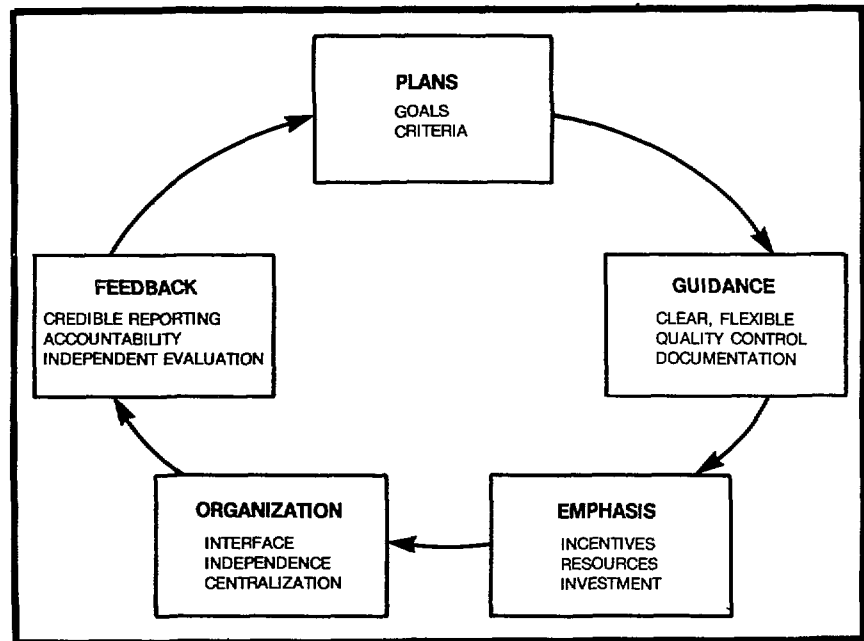 PLANS
GOALS
CRITERIA
FEEDBACK
CREDIBLE REPORTING
ACCOUNTABILITY
INDEPENDENT EVALUATION
GUIDANCE
CLEAR, FLEXIBLE
QUALITY CONTROL
DOCUMENTATION
ORGANIZATION
INTERFACE
INDEPENDENCE
CENTRALIZATION
EMPHASIS
INCENTIVES
RESOURCES
INVESTMENT